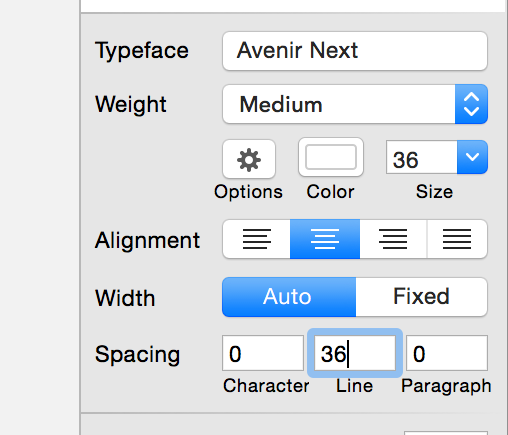 Typeface Avenir Next
Weight Medium
36
Options Color Size
Alignment
Width Auto Fixed
Spacing 0 36 0
Character Line Paragraph